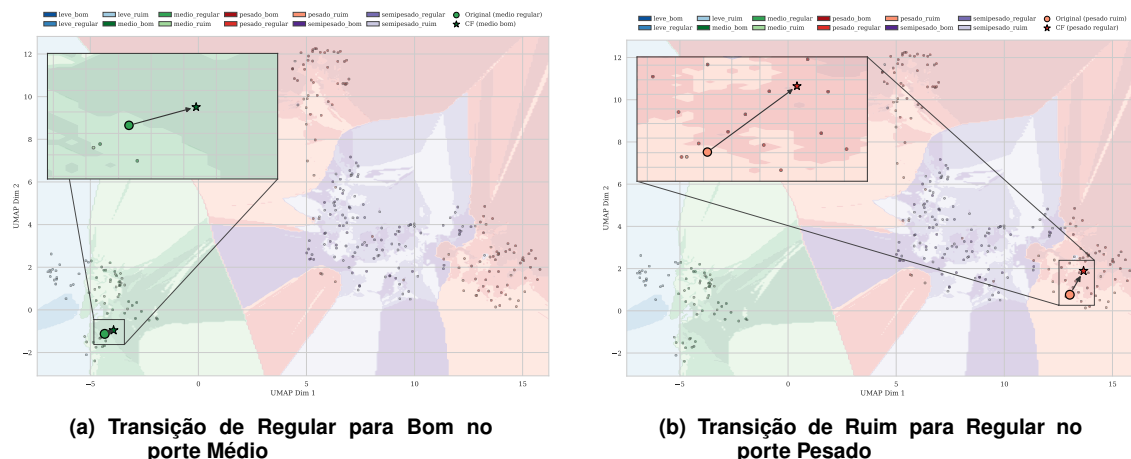 leve_bom leve_ruim medio_regular pesado_bom pesado_ruim semipesado_regular Original (medio regular)
leve_regular medio_bom medio_ruim pesado_regular semipesado_bom semipesado_ruim CF (medio bom)
12
10
8
6
4
2
0
−2
UMAP Dim 2
−5 0 5 10 15
UMAP Dim 1
(a) Transição de Regular para Bom no
porte Médio
leve_bom leve_ruim medio_regular pesado_bom pesado_ruim semipesado_regular Original (pesado ruim)
leve_regular medio_bom medio_ruim pesado_regular semipesado_bom semipesado_ruim CF (pesado regular)
12
10
8
6
4
2
0
−2
UMAP Dim 2
−5 0 5 10 15
UMAP Dim 1
(b) Transição de Ruim para Regular no
porte Pesado